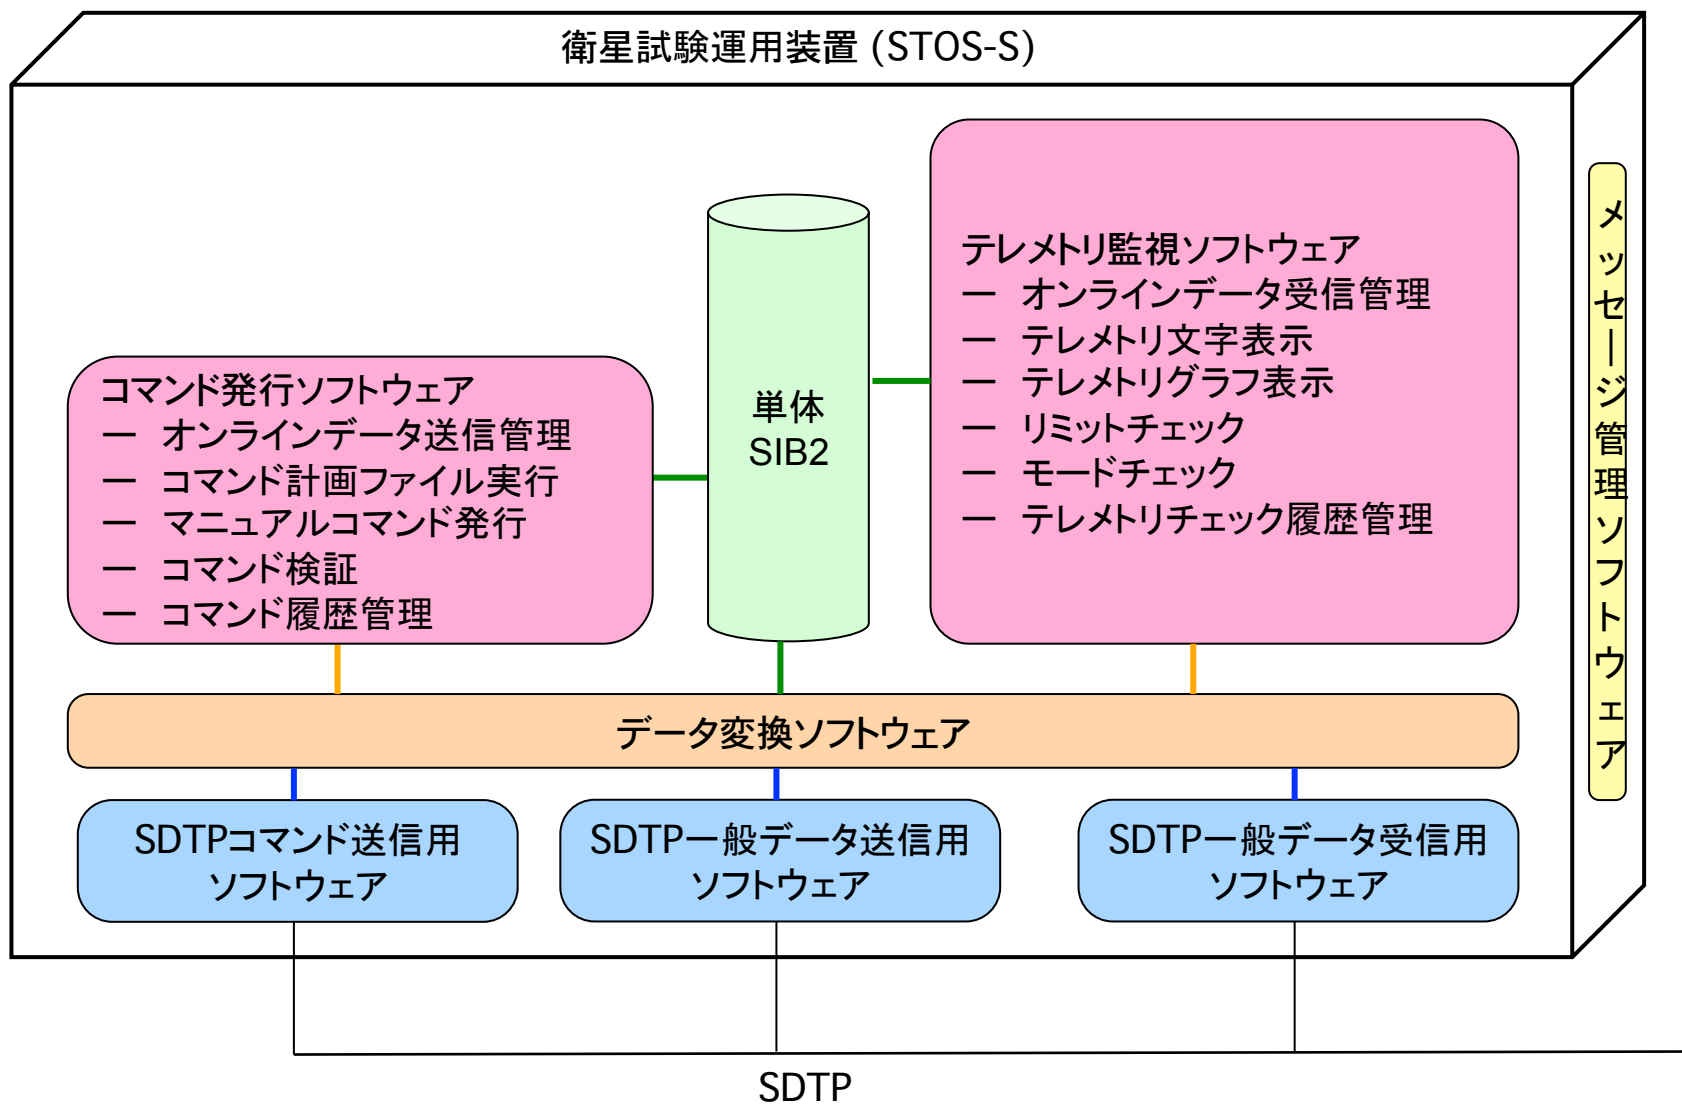 衛星試験運用装置 (STOS-S)
コマンド発行ソフトウェア
― オンラインデータ送信管理
― コマンド計画ファイル実行
― マニュアルコマンド発行
― コマンド検証
― コマンド履歴管理
単体
SIB2
テレメトリ監視ソフトウェア
― オンラインデータ受信管理
― テレメトリ文字表示
― テレメトリグラフ表示
― リミットチェック
― モードチェック
― テレメトリチェック履歴管理
メッセージ管理ソフトウェア
データ変換ソフトウェア
SDTPコマンド送信用
ソフトウェア
SDTP一般データ送信用
ソフトウェア
SDTP一般データ受信用
ソフトウェア
SDTP